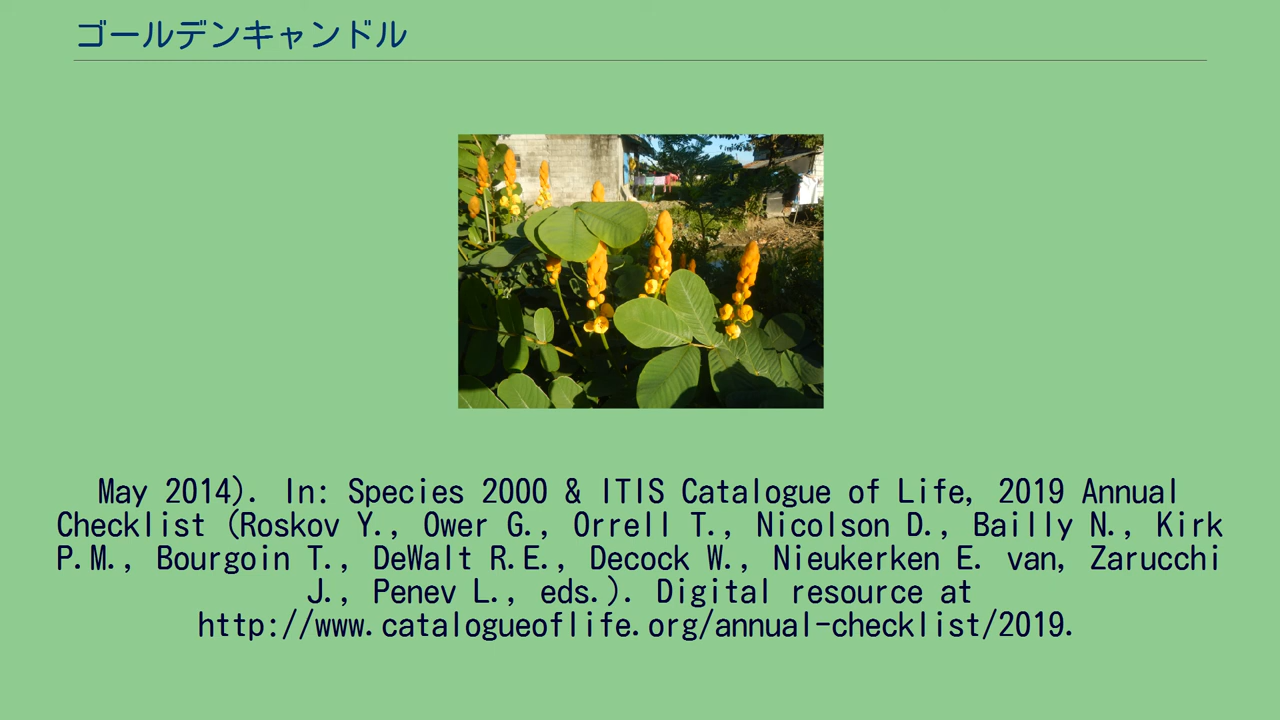 ゴールデンキャンドル
May 2014). In: Species 2000 & ITIS Catalogue of Life, 2019 Annual
Checklist (Roskov Y., Ower G., Orrell T., Nicolson D., Bailly N., Kirk
P.M., Bourgoin T., DeWalt R.E., Decock W., Nieukerken E. van, Zarucchi
J., Penev L., eds.). Digital resource at
http://www.catalogueoflife.org/annual-checklist/2019.